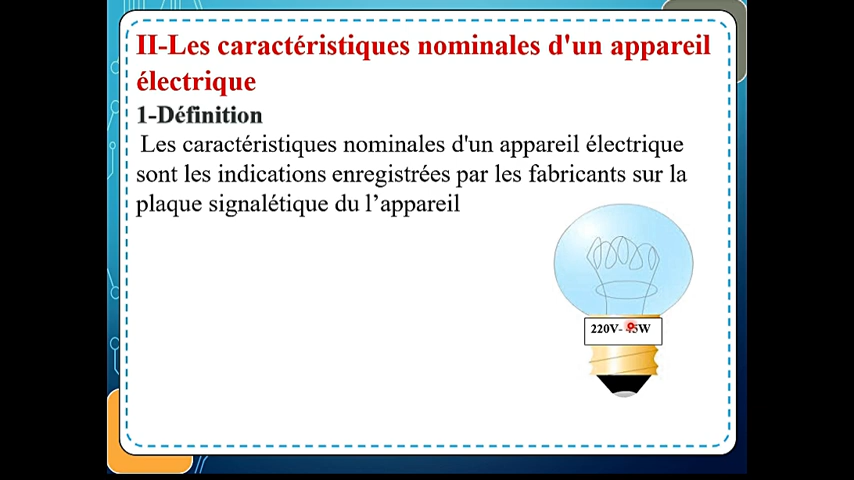 II-Les caractéristiques nominales d'un appareil
électrique
1-Définition
Les caractéristiques nominales d'un appareil électrique
sont les indications enregistrées par les fabricants sur la
plaque signalétique du l’appareil
220V-